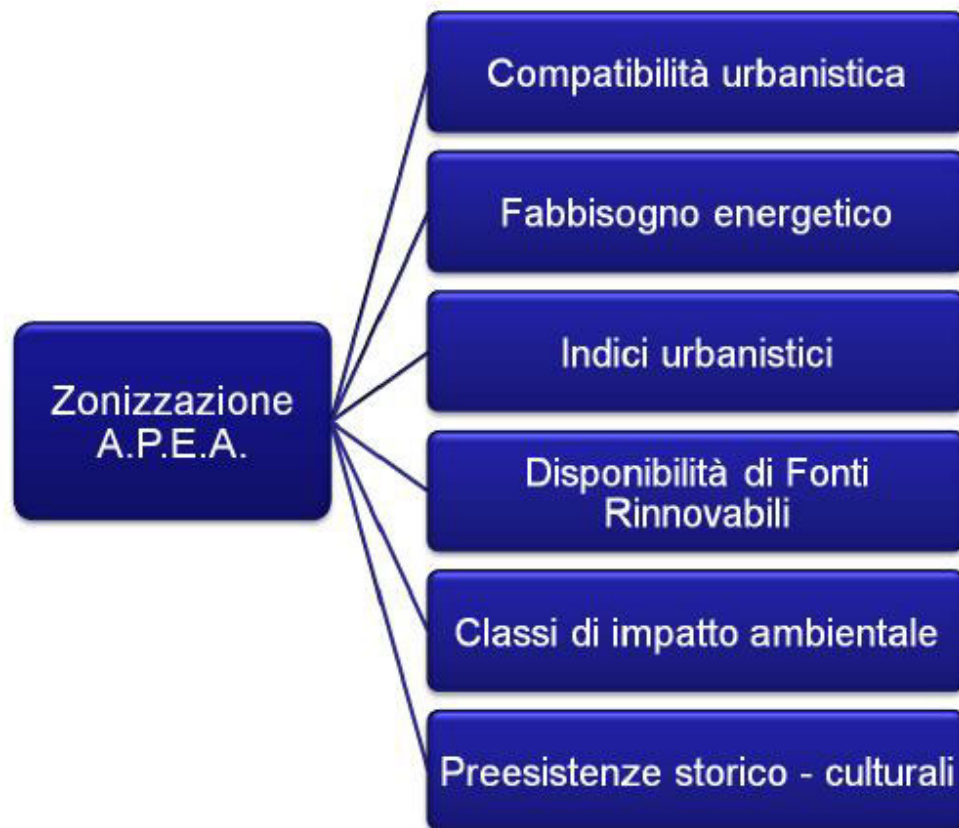 Compatibilità urbanistica
Fabbisogno energetico
Indici urbanistici
Zonizzazione
A.P.E.A.
Disponibilità di Fonti
Rinnovabili
Classi di impatto ambientale
Preesistenze storico - culturali